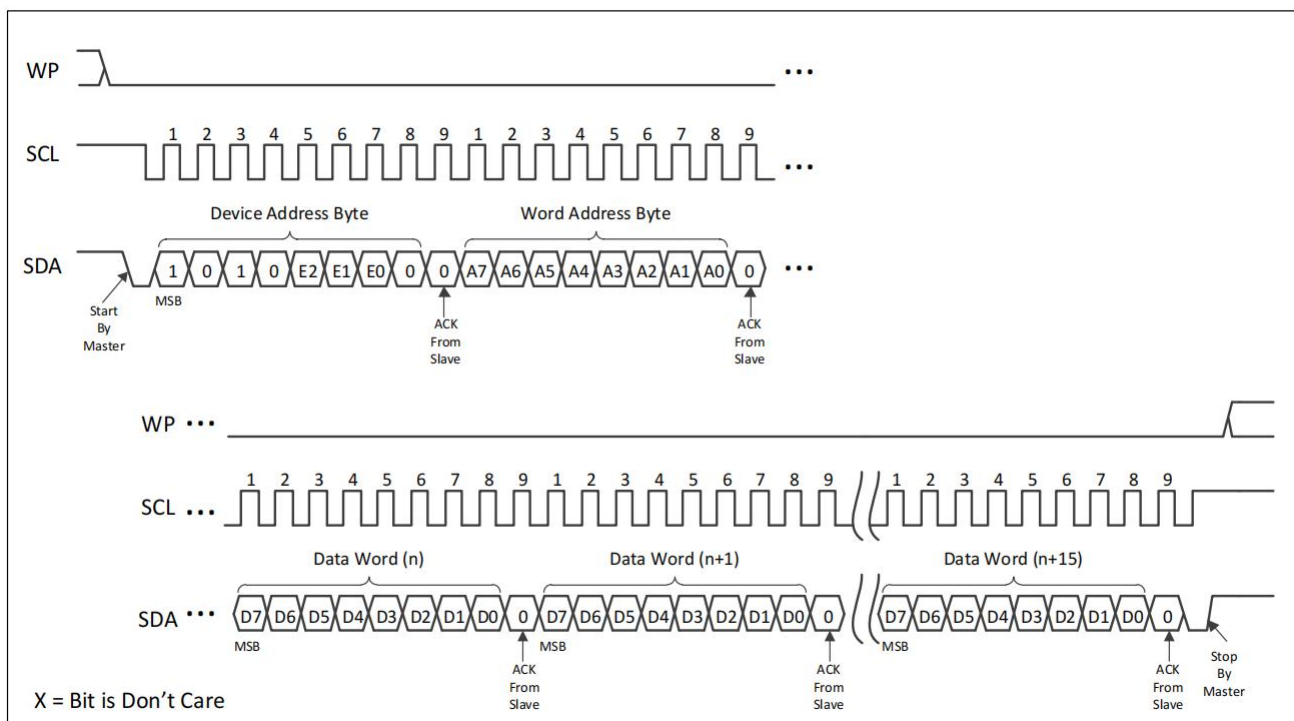 WP
...
1 2 3 4 5 6 7 8 9 1 2 3 4 5 6 7 8 9
SCL
...
Device Address Byte Word Address Byte
SDA 1 0 1 0 E2 E1 E0 0 0 A7 A6 A5 A4 A3 A2 A1 A0 0 ...
MSB
Start
By
Master
ACK
From
Slave
ACK
From
Slave
WP ...
1 2 3 4 5 6 7 8 9 1 2 3 4 5 6 7 8 9 1 2 3 4 5 6 7 8 9
SCL ...
Data Word (n) Data Word (n+1) Data Word (n+15)
SDA ... D7 D6 D5 D4 D3 D2 D1 D0 0 D7 D6 D5 D4 D3 D2 D1 D0 0 D7 D6 D5 D4 D3 D2 D1 D0 0
MSB MSB MSB
ACK
From
Slave
ACK
From
Slave
ACK
From
Slave
Stop
By
Master
X = Bit is Don't Care